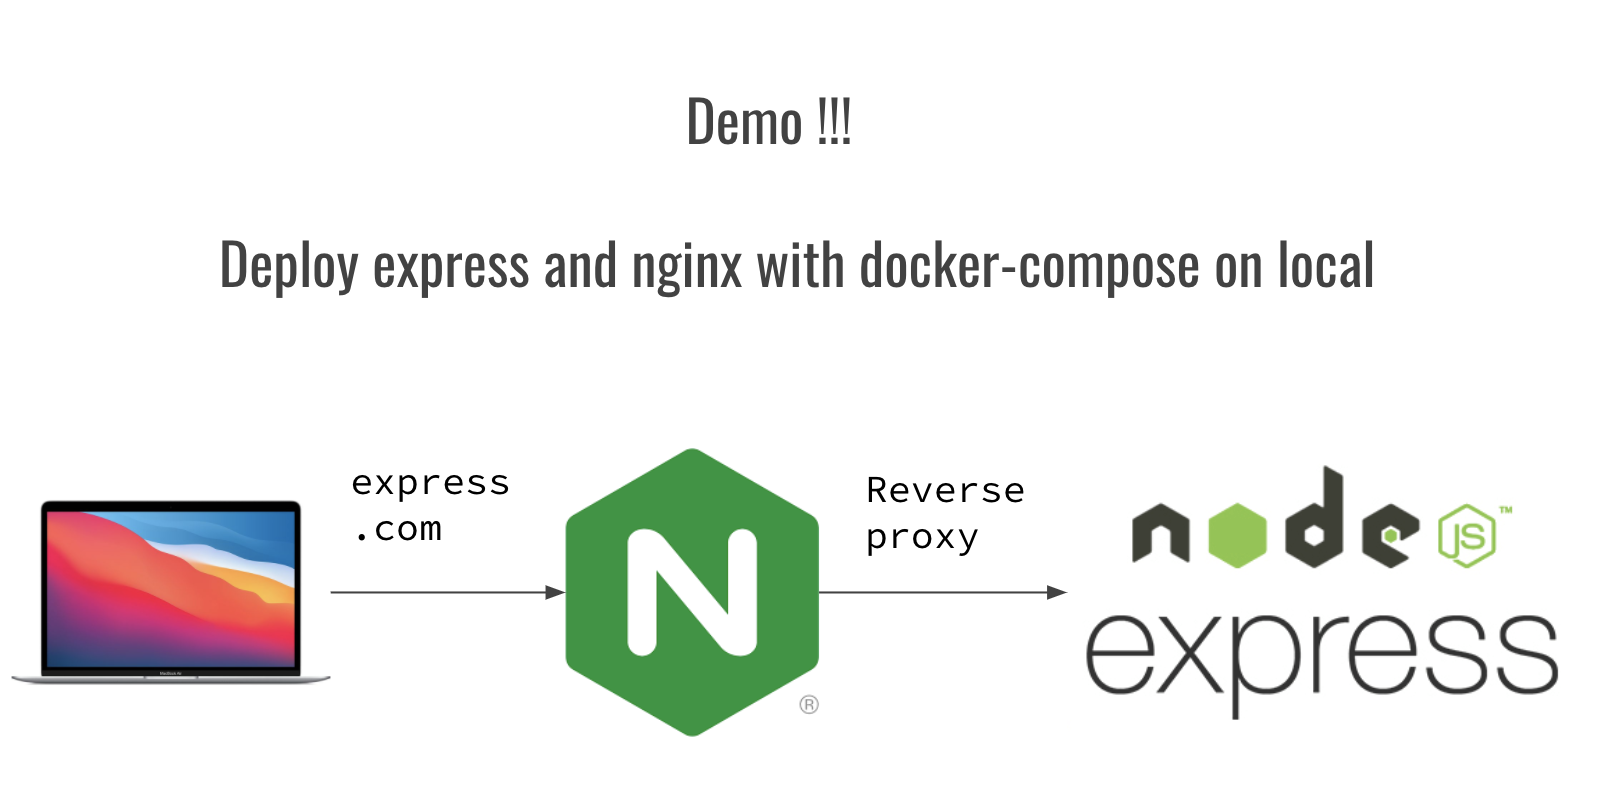 Demo !!!
Deploy express and nginx with docker-compose on local
express
.com
Reverse
proxy
N
®
node
JS
™
express